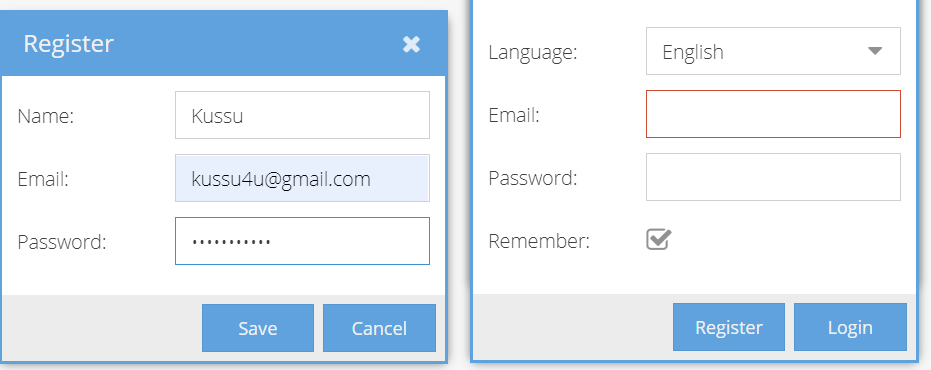 Register
Name: Kussu
Email: kussu4u@gmail.com
Password: •••••••••••
Save Cancel
Language: English
Email:
Password:
Remember:
Register Login